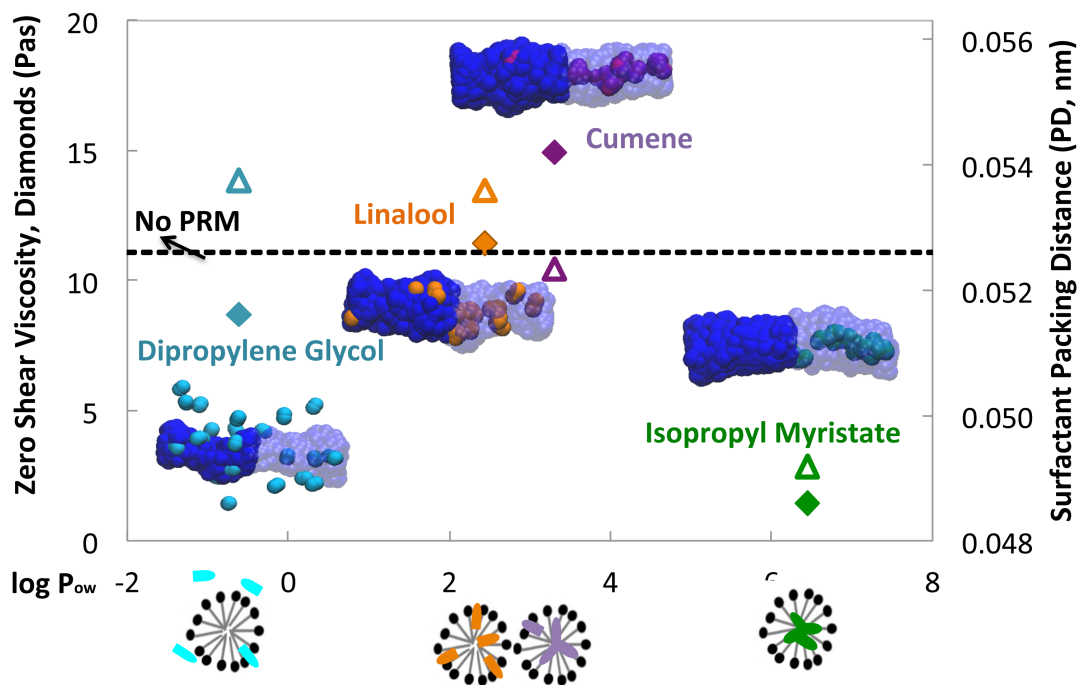 Zero Shear Viscosity, Diamonds (Pas)
Surfactant Packing Distance (PD, nm)
20
0.056
Cumene
15
0.054
Linalool
No PRM
10
0.052
Dipropylene Glycol
5
0.050
Isopropyl Myristate
0
0.048
log Pow -2 0 2 4 6 8